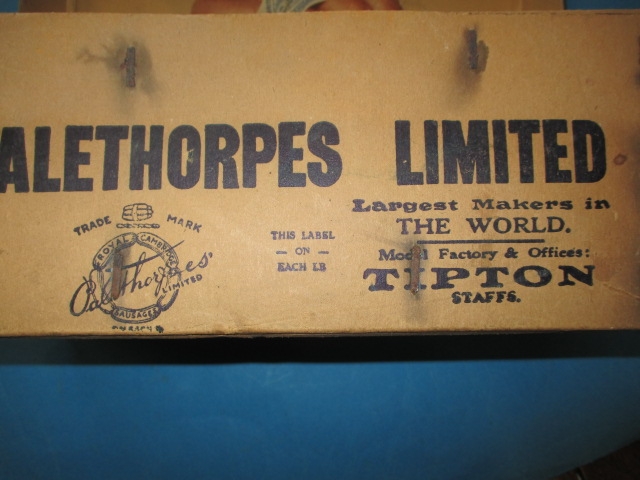 ALETHORPES LIMITED
TRADE MARK
ROYAL CAMBRIDGE
Palethorpes'
LIMITED
SAUSAGES
THIS LABEL
— ON —
EACH LB
Largest Makers in
THE WORLD.
Model Factory & Offices:
TIPTON
STAFFS.